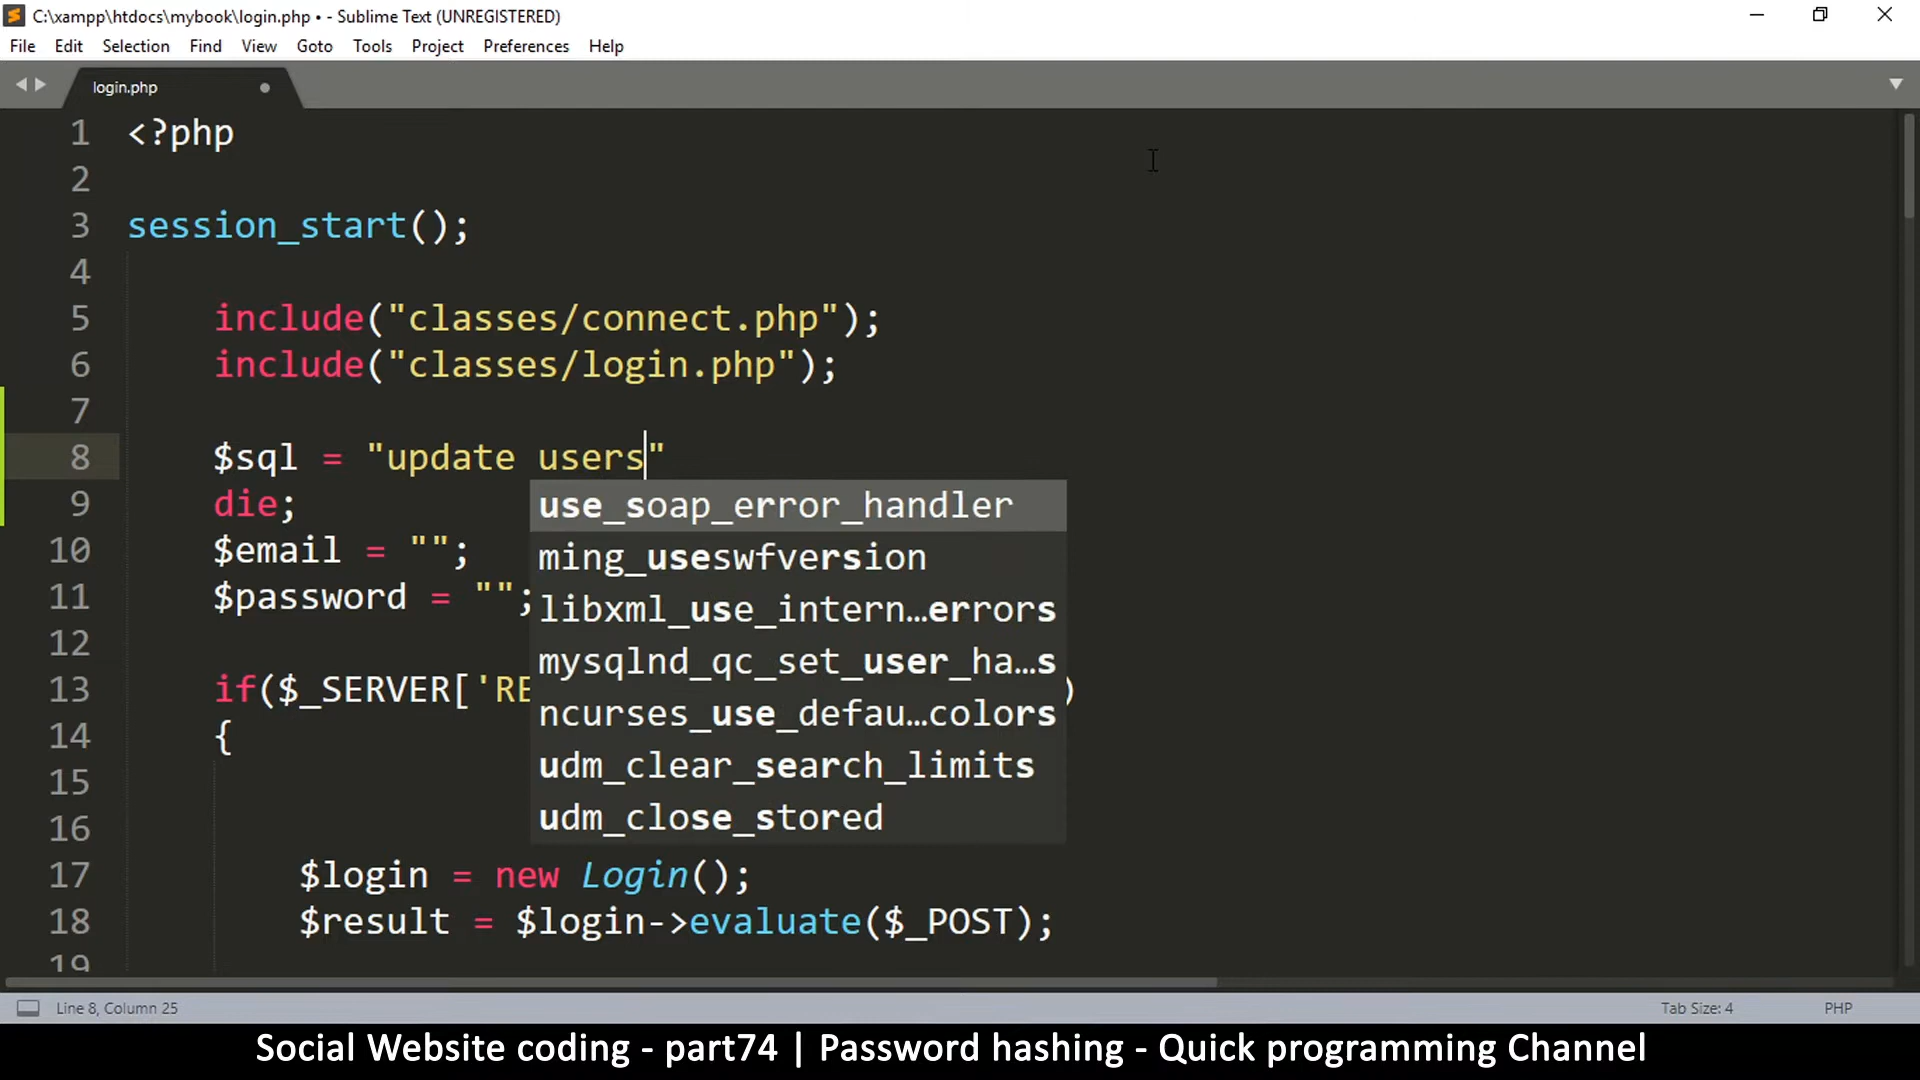 C:\xampp\htdocs\mybook\login.php • - Sublime Text (UNREGISTERED)
File Edit Selection Find View Goto Tools Project Preferences Help
login.php
1 <?php
2
3 session_start();
4
5 include("classes/connect.php");
6 include("classes/login.php");
7
8 $sql = "update users"
9 die;
use_soap_error_handler
10 $email = "";
ming_useswfversion
11 $password = "";
libxml_use_intern…errors
12
mysqlnd_qc_set_user_ha…s
13 if($_SERVER['RE )
ncurses_use_defau…colors
14 {
15
udm_clear_search_limits
16
udm_close_stored
17 $login = new Login();
18 $result = $login->evaluate($_POST);
19
Line 8, Column 25 Tab Size: 4 PHP
Social Website coding - part74 | Password hashing - Quick programming Channel